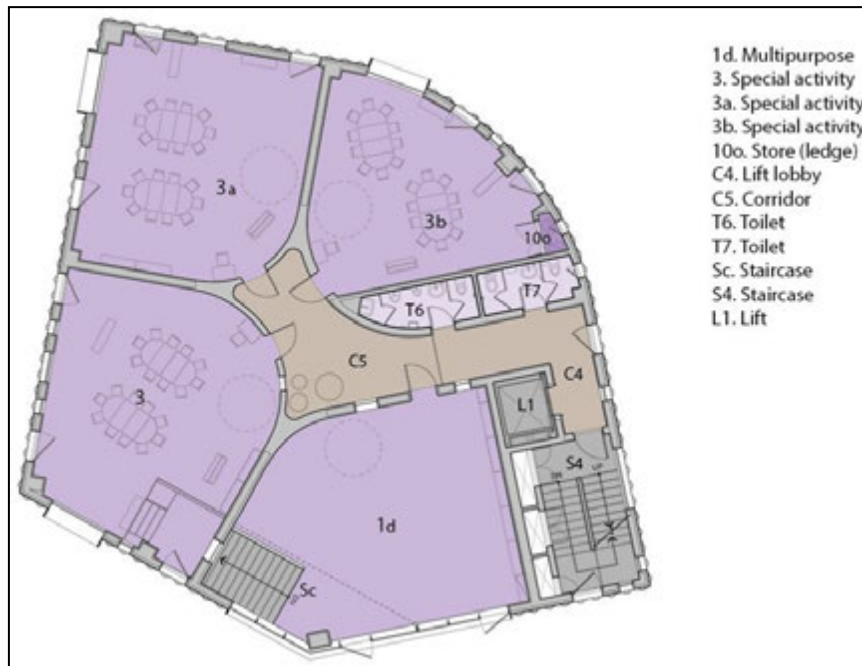 1d. Multipurpose
3. Special activity
3a. Special activity
3b. Special activity
10o. Store (ledge)
C4. Lift lobby
C5. Corridor
T6. Toilet
T7. Toilet
Sc. Staircase
S4. Staircase
L1. Lift
3a
3b
10o
T6
T7
C5
C4
3
L1
S4
1d
Sc